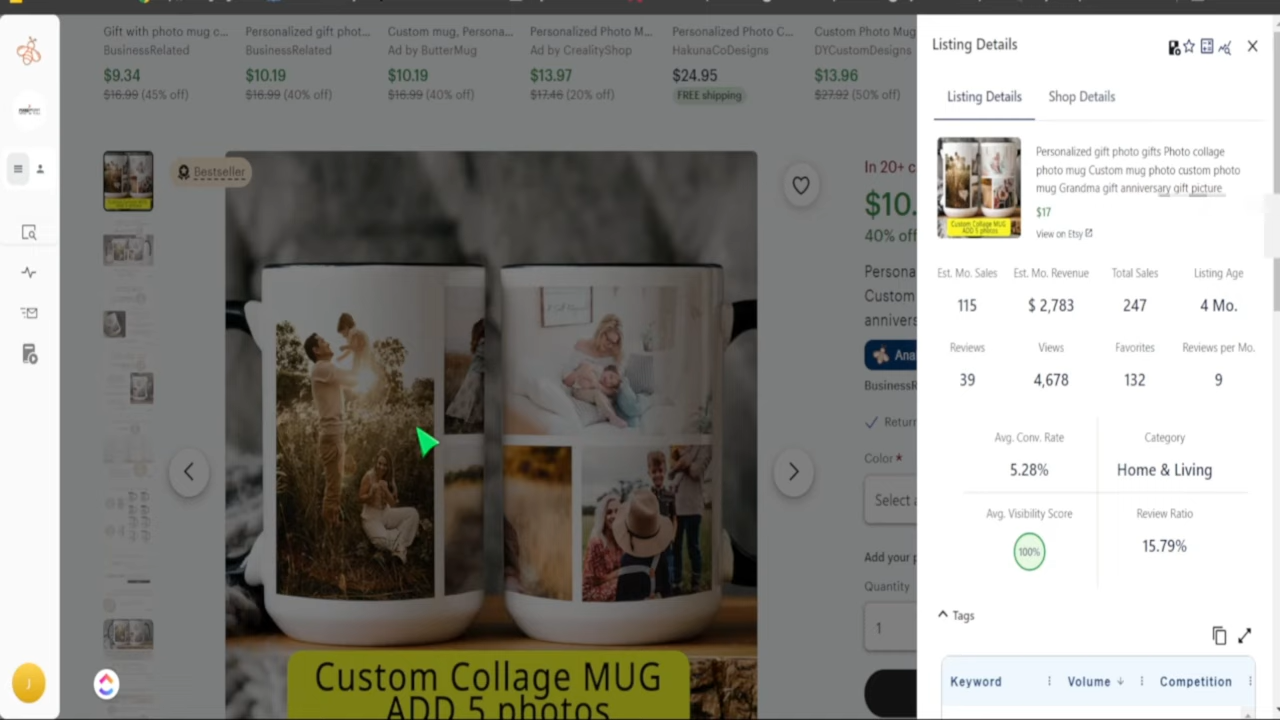 Gift with photo mug c...
BusinessRelated
$9.34
$16.99 (45% off)
Personalized gift phot...
BusinessRelated
$10.19
$16.99 (40% off)
Custom mug, Persona...
Ad by ButterMug
$10.19
$16.99 (40% off)
Personalized Photo M...
Ad by CrealityShop
$13.97
$17.46 (20% off)
Personalized Photo C...
HakunaCoDesigns
$24.95
FREE shipping
Custom Photo Mug
DYCustomDesigns
$13.96
$27.92 (50% off)
Bestseller
Custom Collage MUG
ADD 5 photos
In 20+ c
$10.
40% off
Persona
Custom
annivers
Ana
BusinessR
Return
Color *
Select a
Add your p
Quantity
1
J
Listing Details
Listing Details
Shop Details
Custom Collage MUG
ADD 5 photos
Personalized gift photo gifts Photo collage
photo mug Custom mug photo custom photo
mug Grandma gift anniversary gift picture
$17
View on Etsy
Est. Mo. Sales
115
Est. Mo. Revenue
$ 2,783
Total Sales
247
Listing Age
4 Mo.
Reviews
39
Views
4,678
Favorites
132
Reviews per Mo.
9
Avg. Conv. Rate
5.28%
Category
Home & Living
Avg. Visibility Score
100%
Review Ratio
15.79%
Tags
Keyword
Volume
Competition